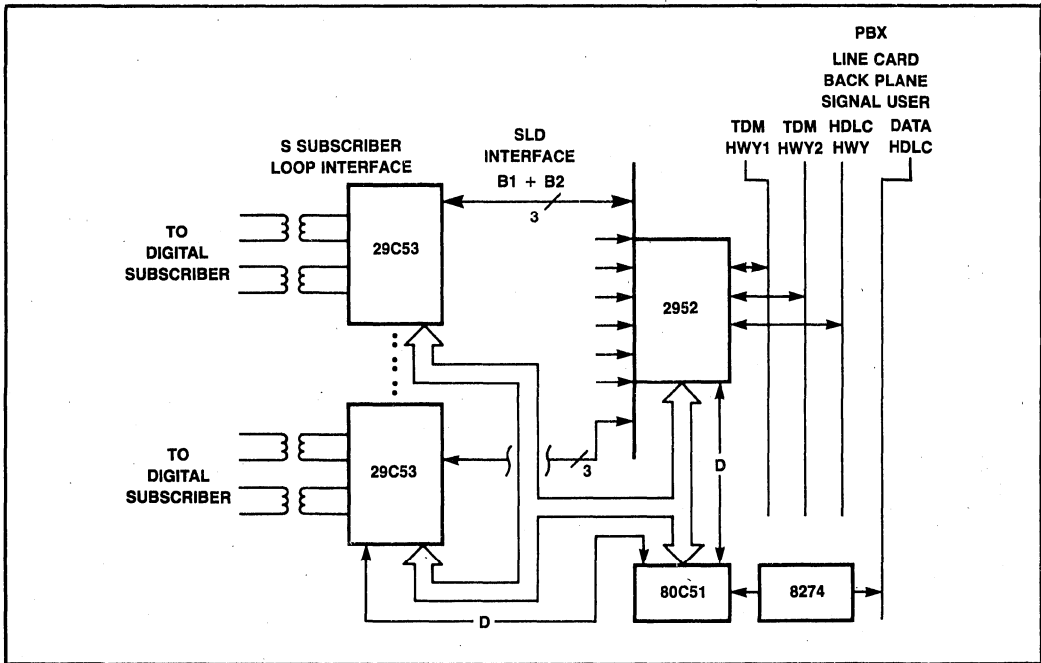 PBX
LINE CARD
BACK PLANE
SIGNAL USER
TDM TDM HDLC DATA
HWY1 HWY2 HWY HDLC
S SUBSCRIBER
LOOP INTERFACE
SLD
INTERFACE
B1 + B2
3
TO
DIGITAL
SUBSCRIBER
29C53
2952
TO
DIGITAL
SUBSCRIBER
29C53
3
D
80C51
8274
D